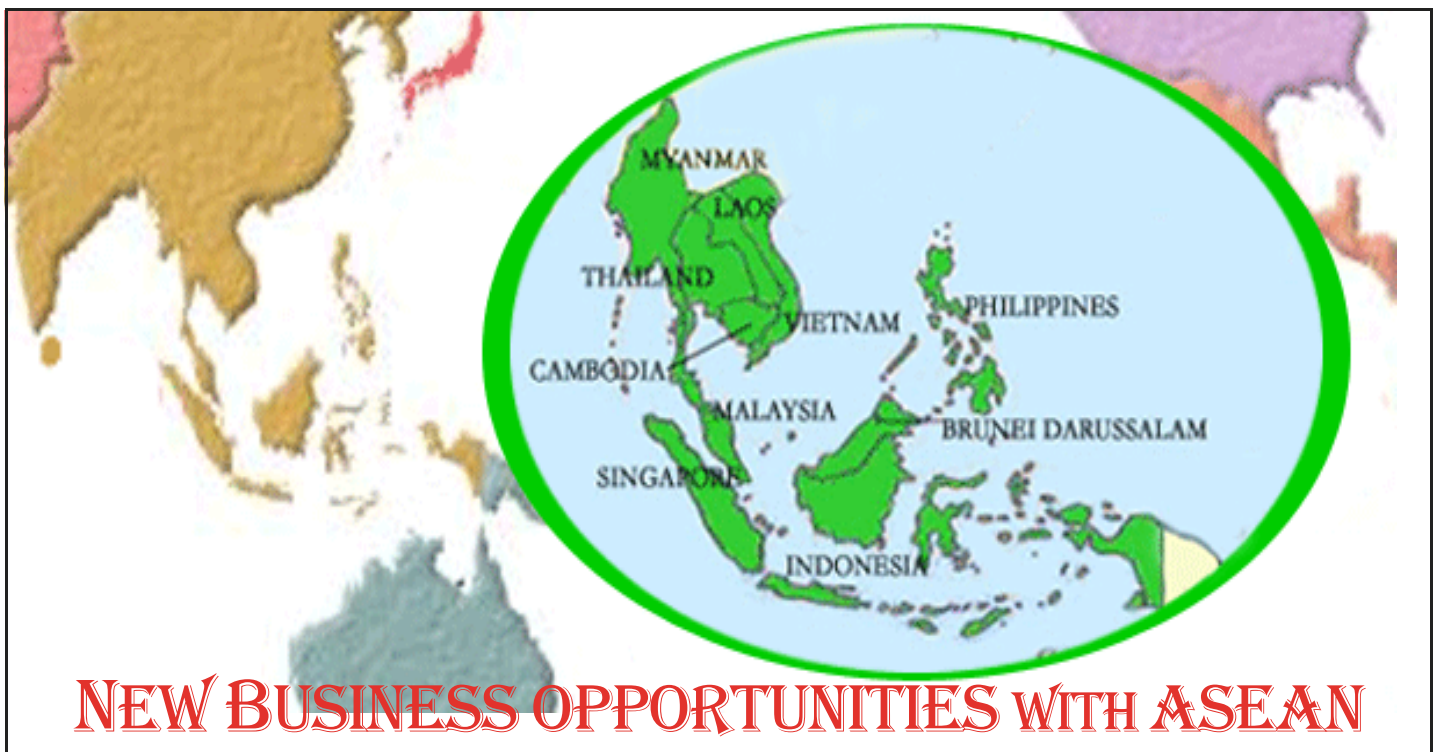 MYANMAR
LAOS
THAILAND
PHILIPPINES
VIETNAM
CAMBODIA
MALAYSIA
BRUNEI DARUSSALAM
SINGAPORE
INDONESIA
NEW BUSINESS OPPORTUNITIES WITH ASEAN